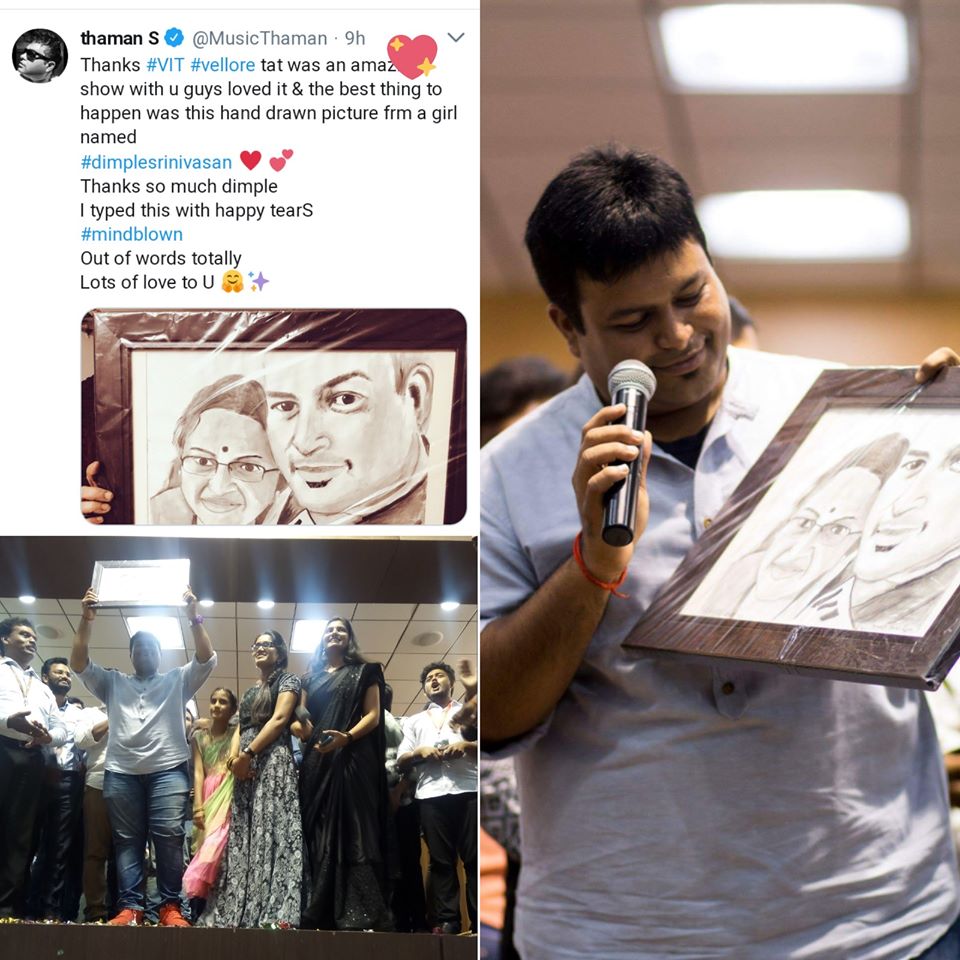 thaman S @MusicThaman · 9h
Thanks #VIT #vellore tat was an
show with u guys loved it & the best thing to
happen was this hand drawn picture frm a girl
named
#dimplesrinivasan ❤️ 💕
Thanks so much dimple
I typed this with happy tearS
#mindblown
Out of words totally
Lots of love to U 🤗✨